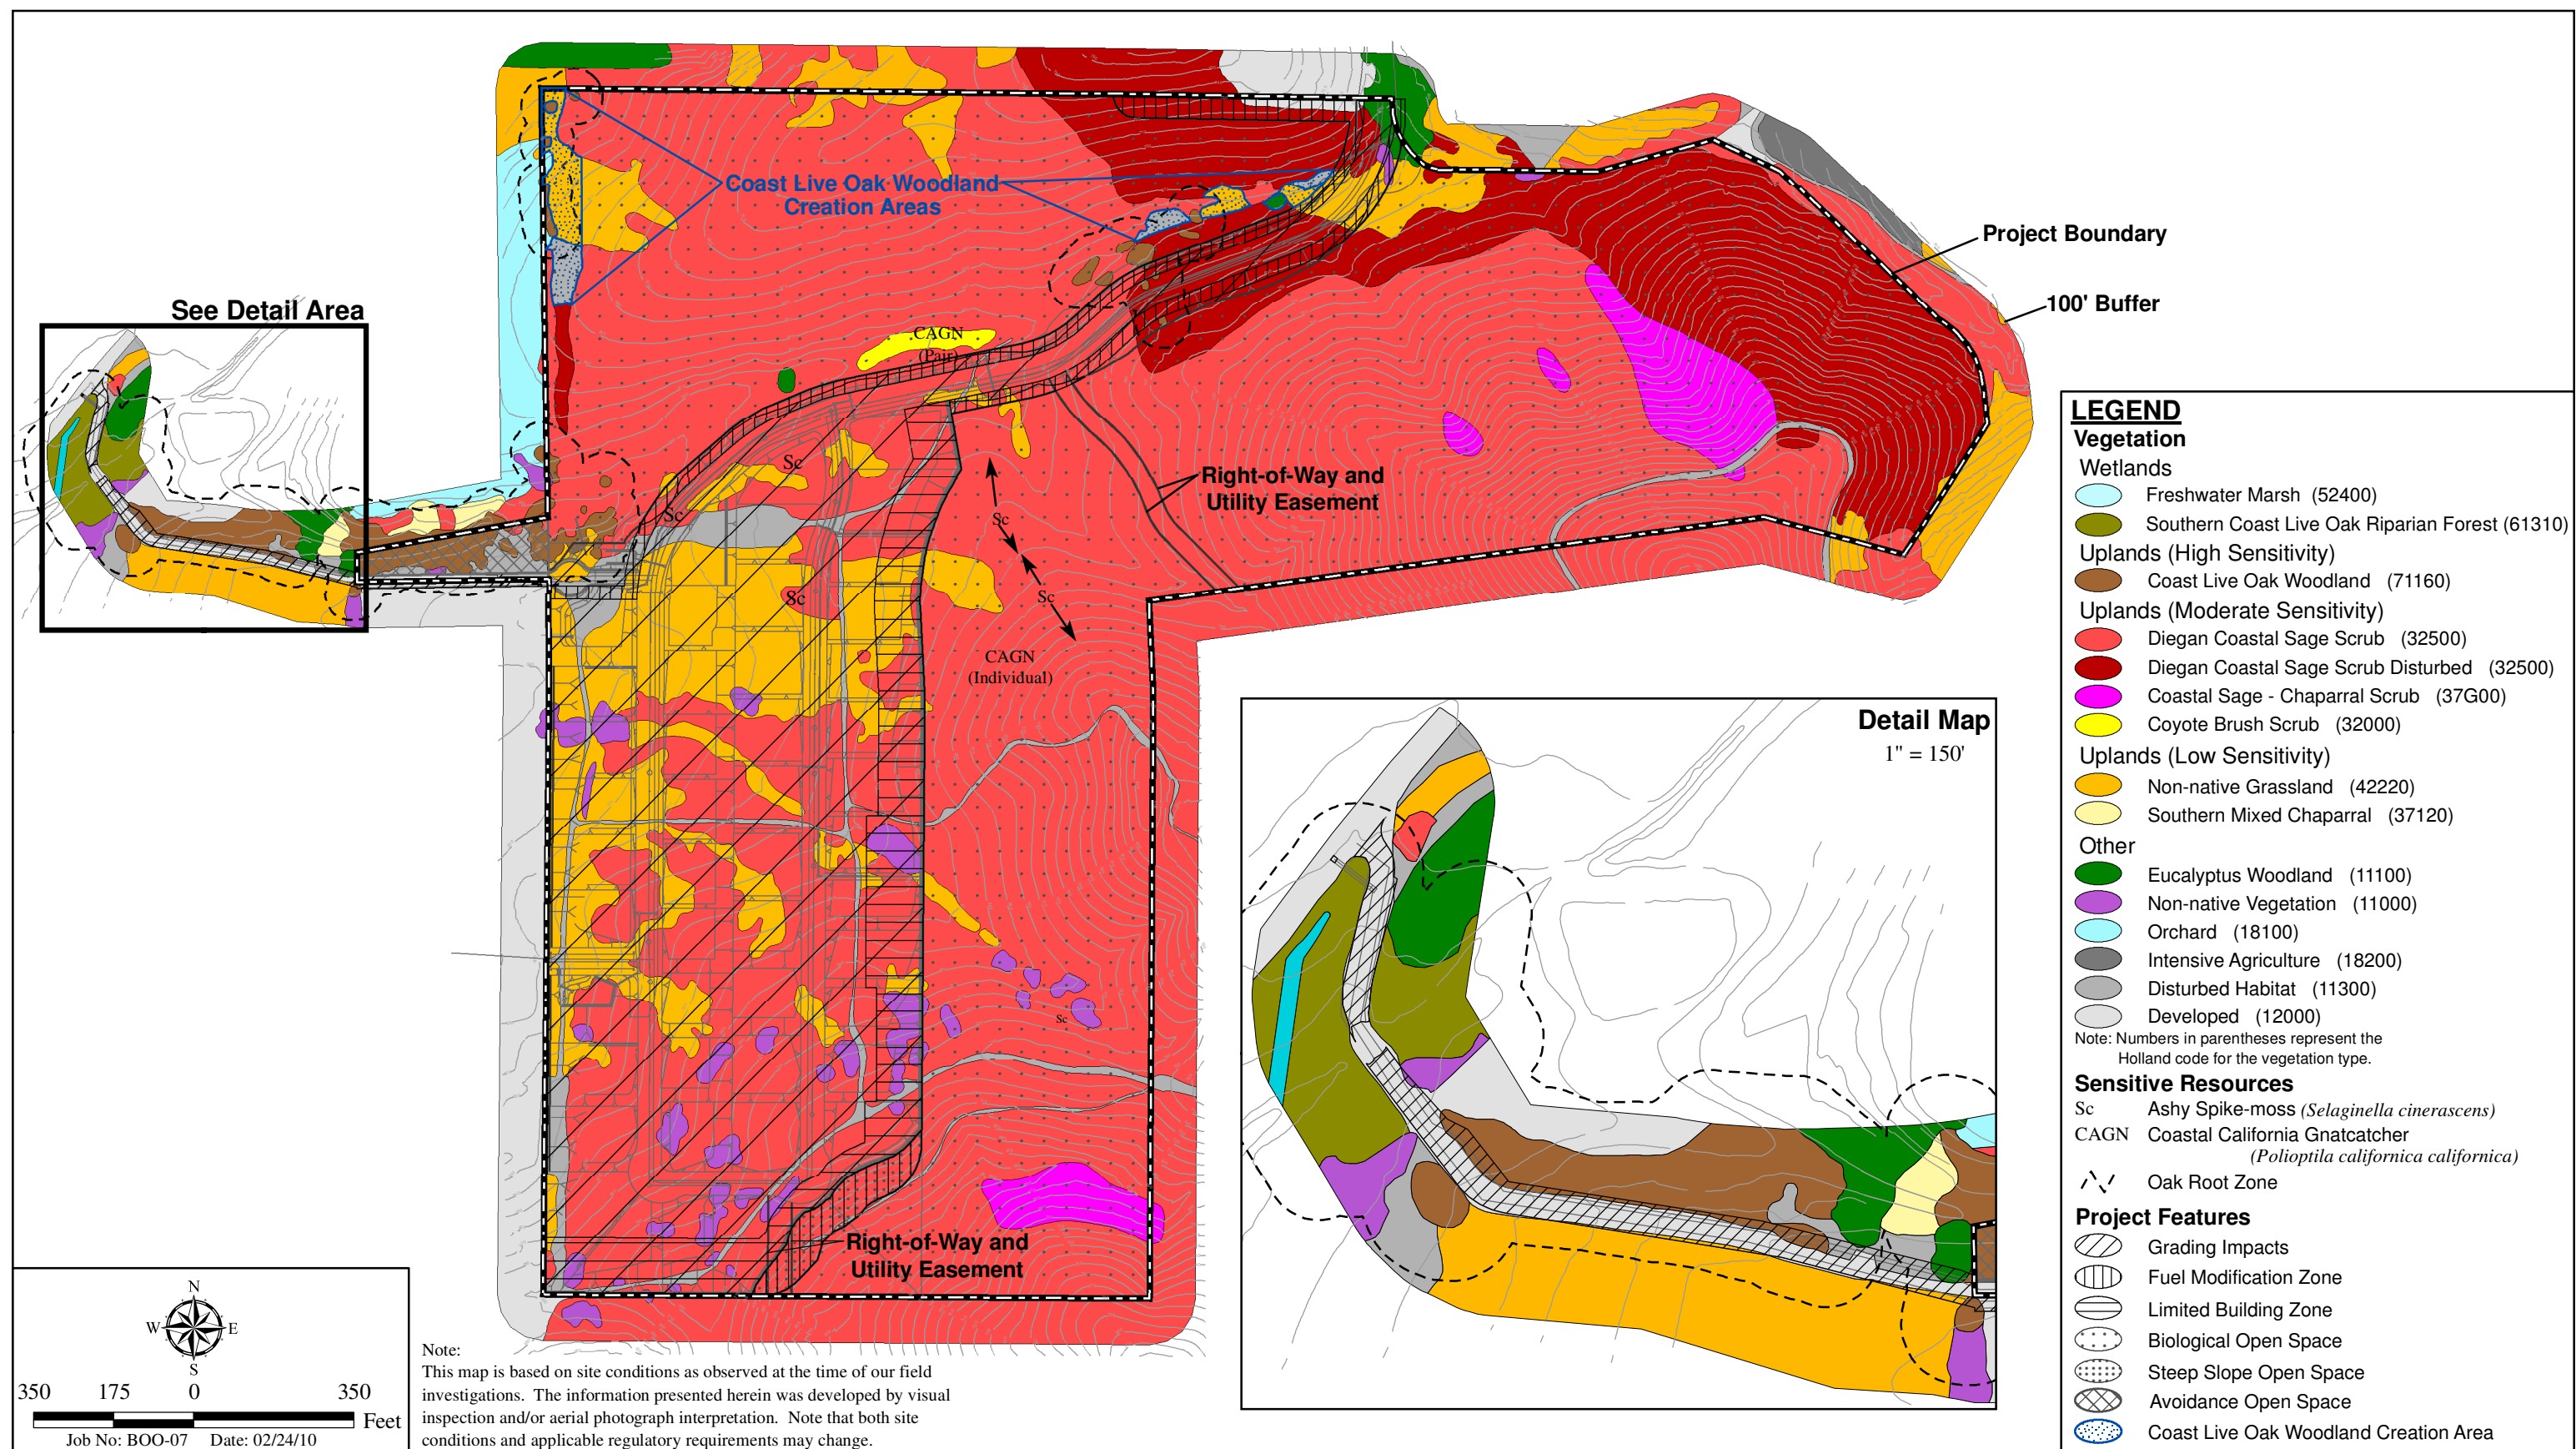 Coast Live Oak Woodland
Creation Areas
Project Boundary
100' Buffer
See Detail Area
CAGN
(Pair)
Sc
Sc
Sc
Sc
Sc
Right-of-Way and
Utility Easement
CAGN
(Individual)
Sc
Right-of-Way and
Utility Easement
Detail Map
1" = 150'
LEGEND
Vegetation
Wetlands
Freshwater Marsh (52400)
Southern Coast Live Oak Riparian Forest (61310)
Uplands (High Sensitivity)
Coast Live Oak Woodland (71160)
Uplands (Moderate Sensitivity)
Diegan Coastal Sage Scrub (32500)
Diegan Coastal Sage Scrub Disturbed (32500)
Coastal Sage - Chaparral Scrub (37G00)
Coyote Brush Scrub (32000)
Uplands (Low Sensitivity)
Non-native Grassland (42220)
Southern Mixed Chaparral (37120)
Other
Eucalyptus Woodland (11100)
Non-native Vegetation (11000)
Orchard (18100)
Intensive Agriculture (18200)
Disturbed Habitat (11300)
Developed (12000)
Note: Numbers in parentheses represent the
Holland code for the vegetation type.
Sensitive Resources
Sc Ashy Spike-moss (Selaginella cinerascens)
CAGN Coastal California Gnatcatcher
(Polioptila californica californica)
Oak Root Zone
Project Features
Grading Impacts
Fuel Modification Zone
Limited Building Zone
Biological Open Space
Steep Slope Open Space
Avoidance Open Space
Coast Live Oak Woodland Creation Area
N
W E
S
350 175 0 350
Feet
Job No: BOO-07 Date: 02/24/10
Note:
This map is based on site conditions as observed at the time of our field
investigations. The information presented herein was developed by visual
inspection and/or aerial photograph interpretation. Note that both site
conditions and applicable regulatory requirements may change.